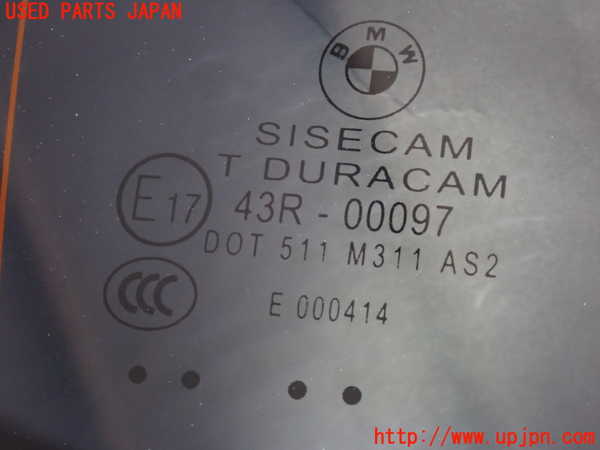 USED PARTS JAPAN
BMW
SISECAM
T DURACAM
E17 43R - 00097
DOT 511 M311 AS2
CCC
E 000414
http://www.upjpn.com/